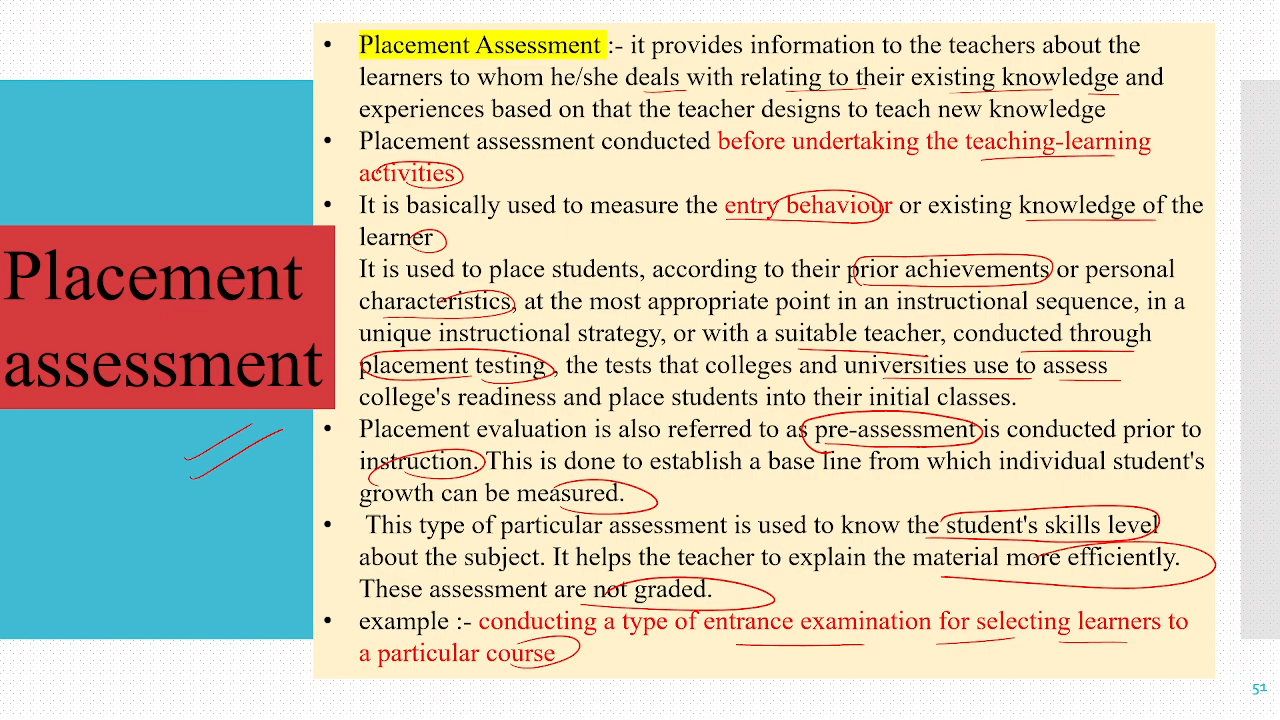 Placement
assessment
• Placement Assessment :- it provides information to the teachers about the
learners to whom he/she deals with relating to their existing knowledge and
experiences based on that the teacher designs to teach new knowledge
• Placement assessment conducted before undertaking the teaching-learning
activities
• It is basically used to measure the entry behaviour or existing knowledge of the
learner
It is used to place students, according to their prior achievements or personal
characteristics, at the most appropriate point in an instructional sequence, in a
unique instructional strategy, or with a suitable teacher, conducted through
placement testing , the tests that colleges and universities use to assess
college's readiness and place students into their initial classes.
• Placement evaluation is also referred to as pre-assessment is conducted prior to
instruction. This is done to establish a base line from which individual student's
growth can be measured.
• This type of particular assessment is used to know the student's skills level
about the subject. It helps the teacher to explain the material more efficiently.
These assessment are not graded.
• example :- conducting a type of entrance examination for selecting learners to
a particular course
51